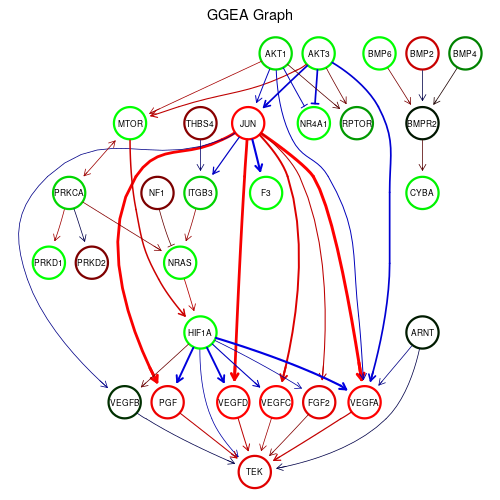 GGEA Graph
AKT1 AKT3 BMP6 BMP2 BMP4
MTOR THBS4 JUN NR4A1 RPTOR BMPR2
PRKCA NF1 ITGB3 F3 CYBA
PRKD1 PRKD2 NRAS
HIF1A ARNT
VEGFB PGF VEGFD VEGFC FGF2 VEGFA
TEK